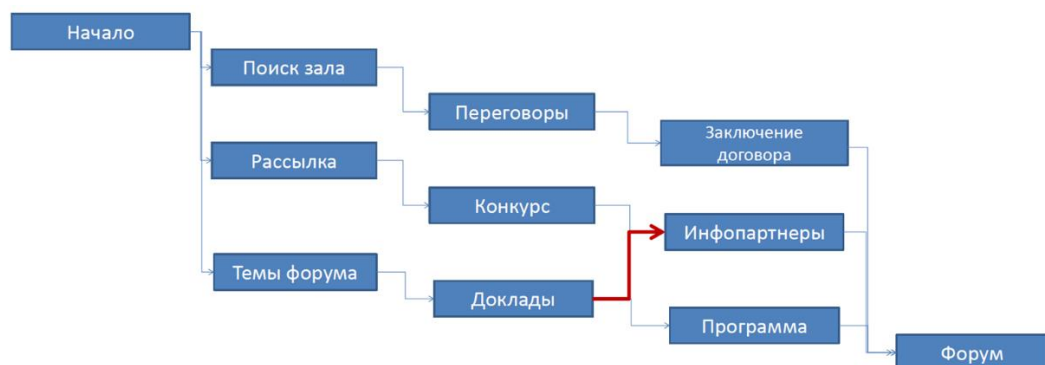 Начало
Поиск зала
Переговоры
Заключение
договора
Рассылка
Конкурс
Инфопартнеры
Темы форума
Доклады
Программа
Форум